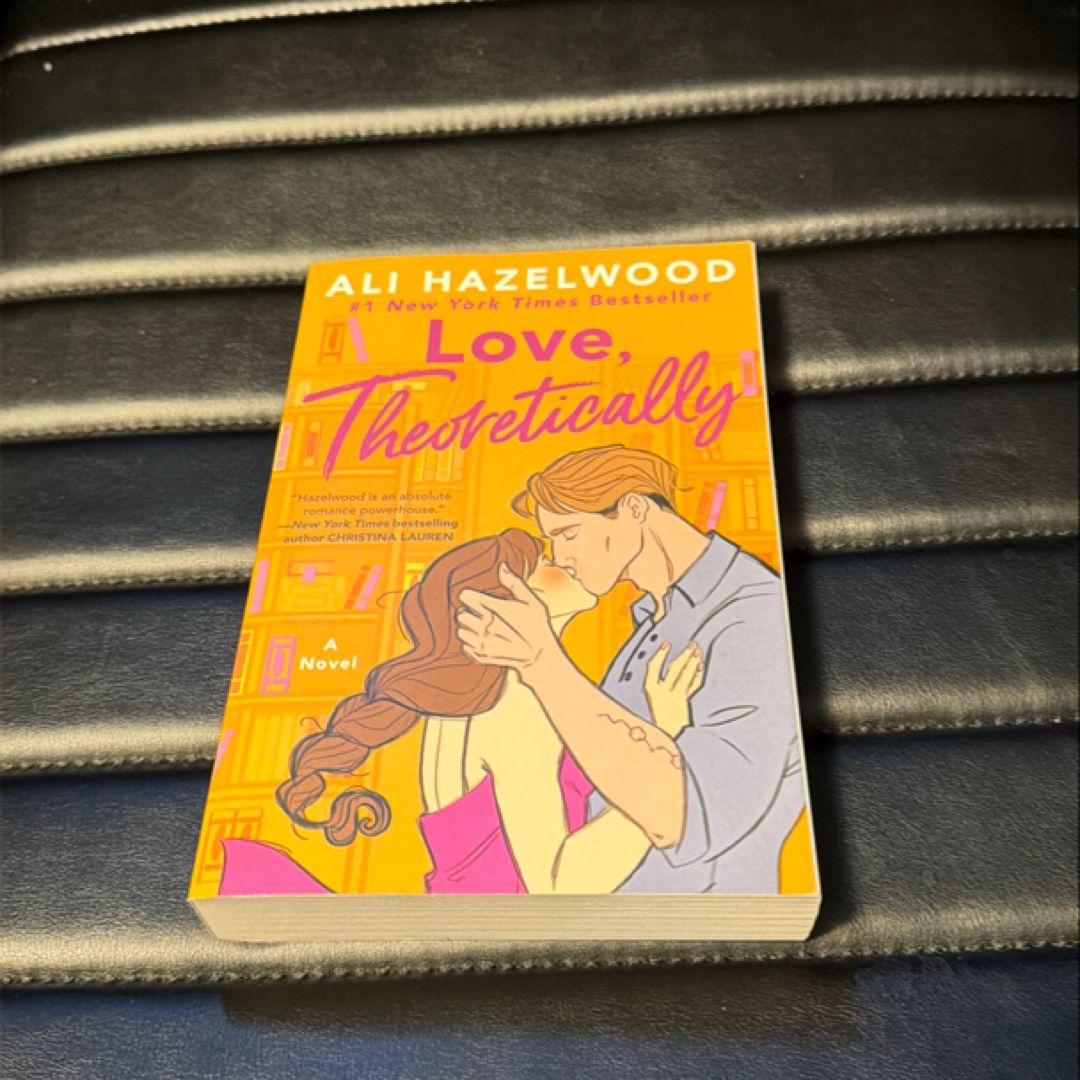 ALI HAZELWOOD
#1 New York Times Bestseller
Love,
Theoretically
"Hazelwood is an absolute
romance powerhouse."
—New York Times bestselling
author CHRISTINA LAUREN
A
Novel